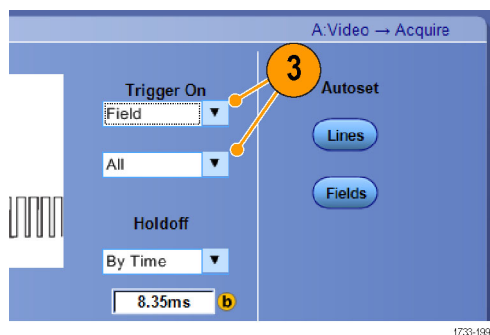 A:Video → Acquire
3
Trigger On
Field
All
Holdoff
By Time
8.35ms
b
Autoset
Lines
Fields
1733-199